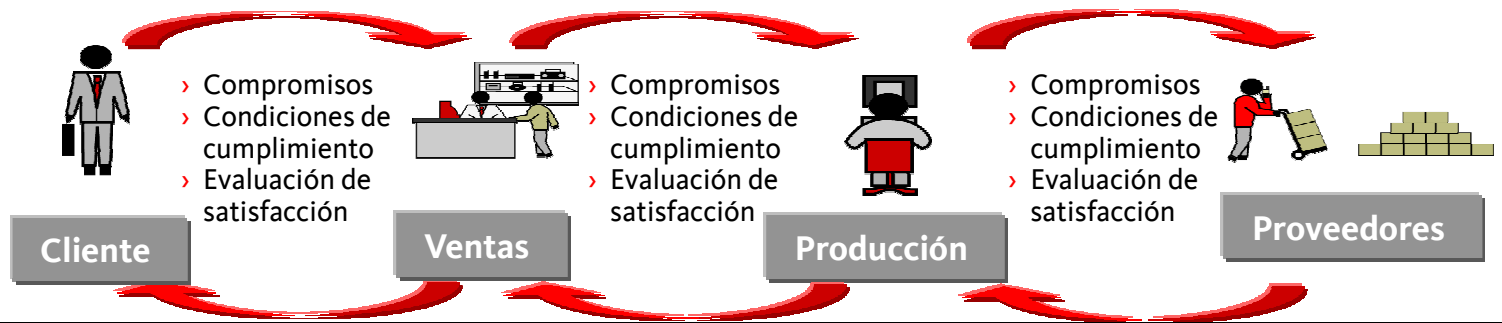 › Compromisos
› Condiciones de
cumplimiento
› Evaluación de
satisfacción
› Compromisos
› Condiciones de
cumplimiento
› Evaluación de
satisfacción
› Compromisos
› Condiciones de
cumplimiento
› Evaluación de
satisfacción
Cliente
Ventas
Producción
Proveedores